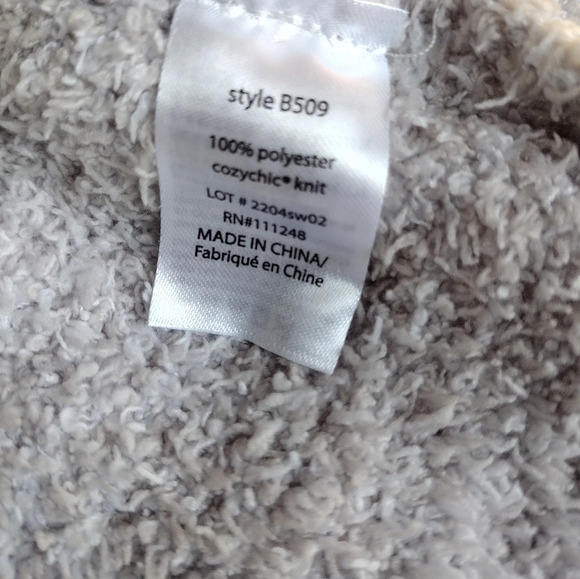 style B509
100% polyester
cozychic® knit
LOT # 2204sw02
RN#111248
MADE IN CHINA/
Fabriqué en Chine